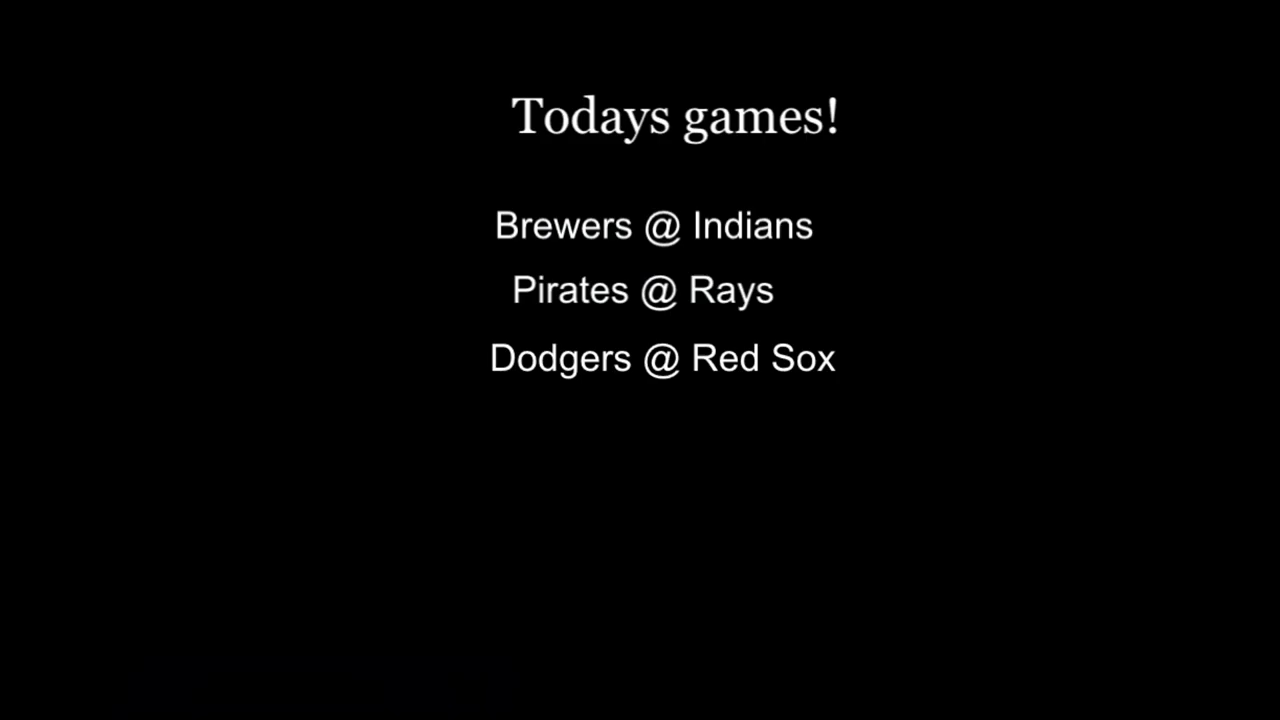 Todays games!
Brewers @ Indians
Pirates @ Rays
Dodgers @ Red Sox